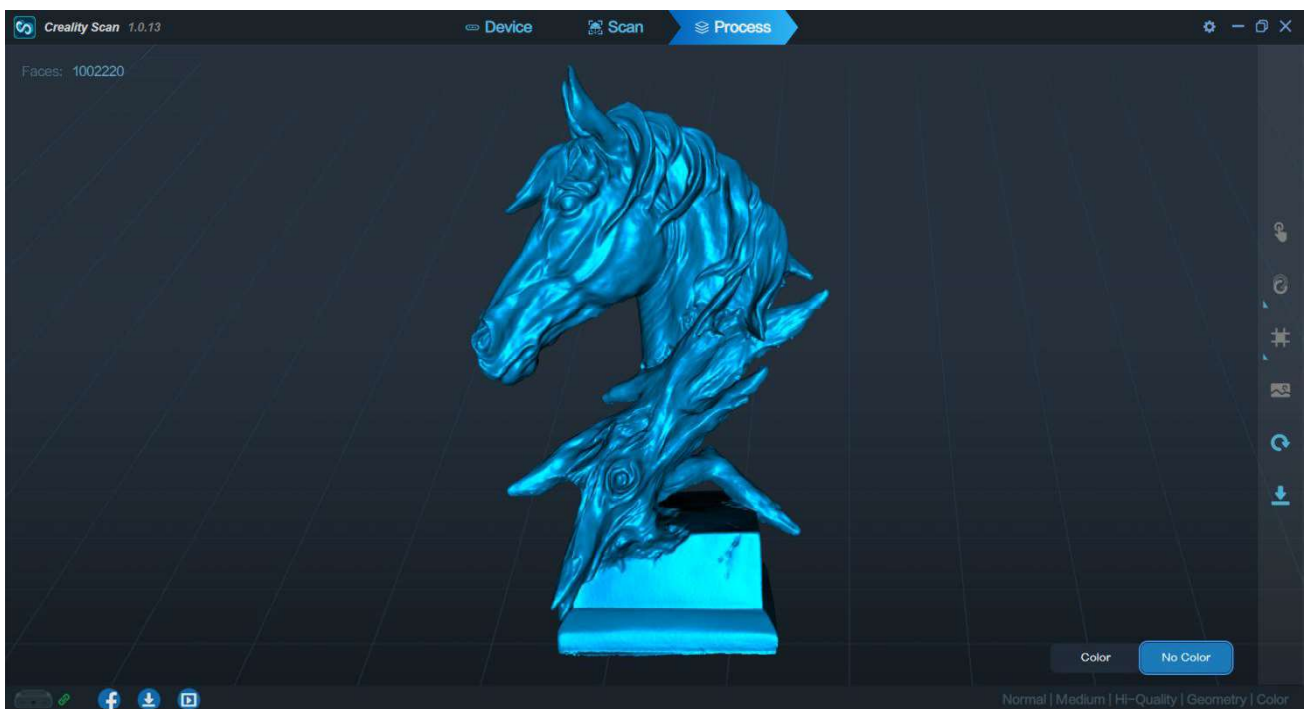 Creality Scan 1.0.13
Device
Scan
Process
Faces: 1002220
Color
No Color
Normal | Medium | Hi-Quality | Geometry | Color